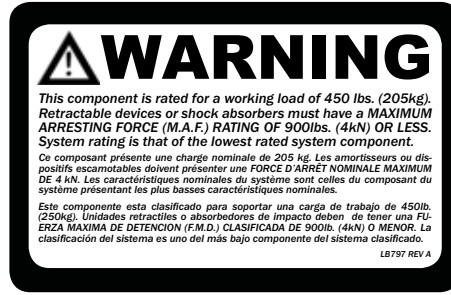 WARNING
This component is rated for a working load of 450 lbs. (205kg).
Retractable devices or shock absorbers must have a MAXIMUM
ARRESTING FORCE (M.A.F.) RATING OF 900lbs. (4kN) OR LESS.
System rating is that of the lowest rated system component.
Ce component présente une charge nominale de 205 kg. Les amortisseurs ou dis-
positifs escamotables doivent présenter une FORCE D'ARRÊT NOMINALE MAXIMUM
DE 4 kN. Les caractéristiques nominales du système sont celles du composant du
système présentant les plus basses caractéristiques nominales.
Este componente esta clasificado para soportar una carga de trabajo de 450lb.
(250kg). Unidades retractiles o absorbedores de impacto deben  de tener una FU-
ERZA MAXIMA DE DETENCION (F.M.D.) CLASIFICADA DE 900lb. (4kN) O MENOR. La
clasificación del sistema es uno del más bajo componente del sistema clasificado.
LB797 REV A